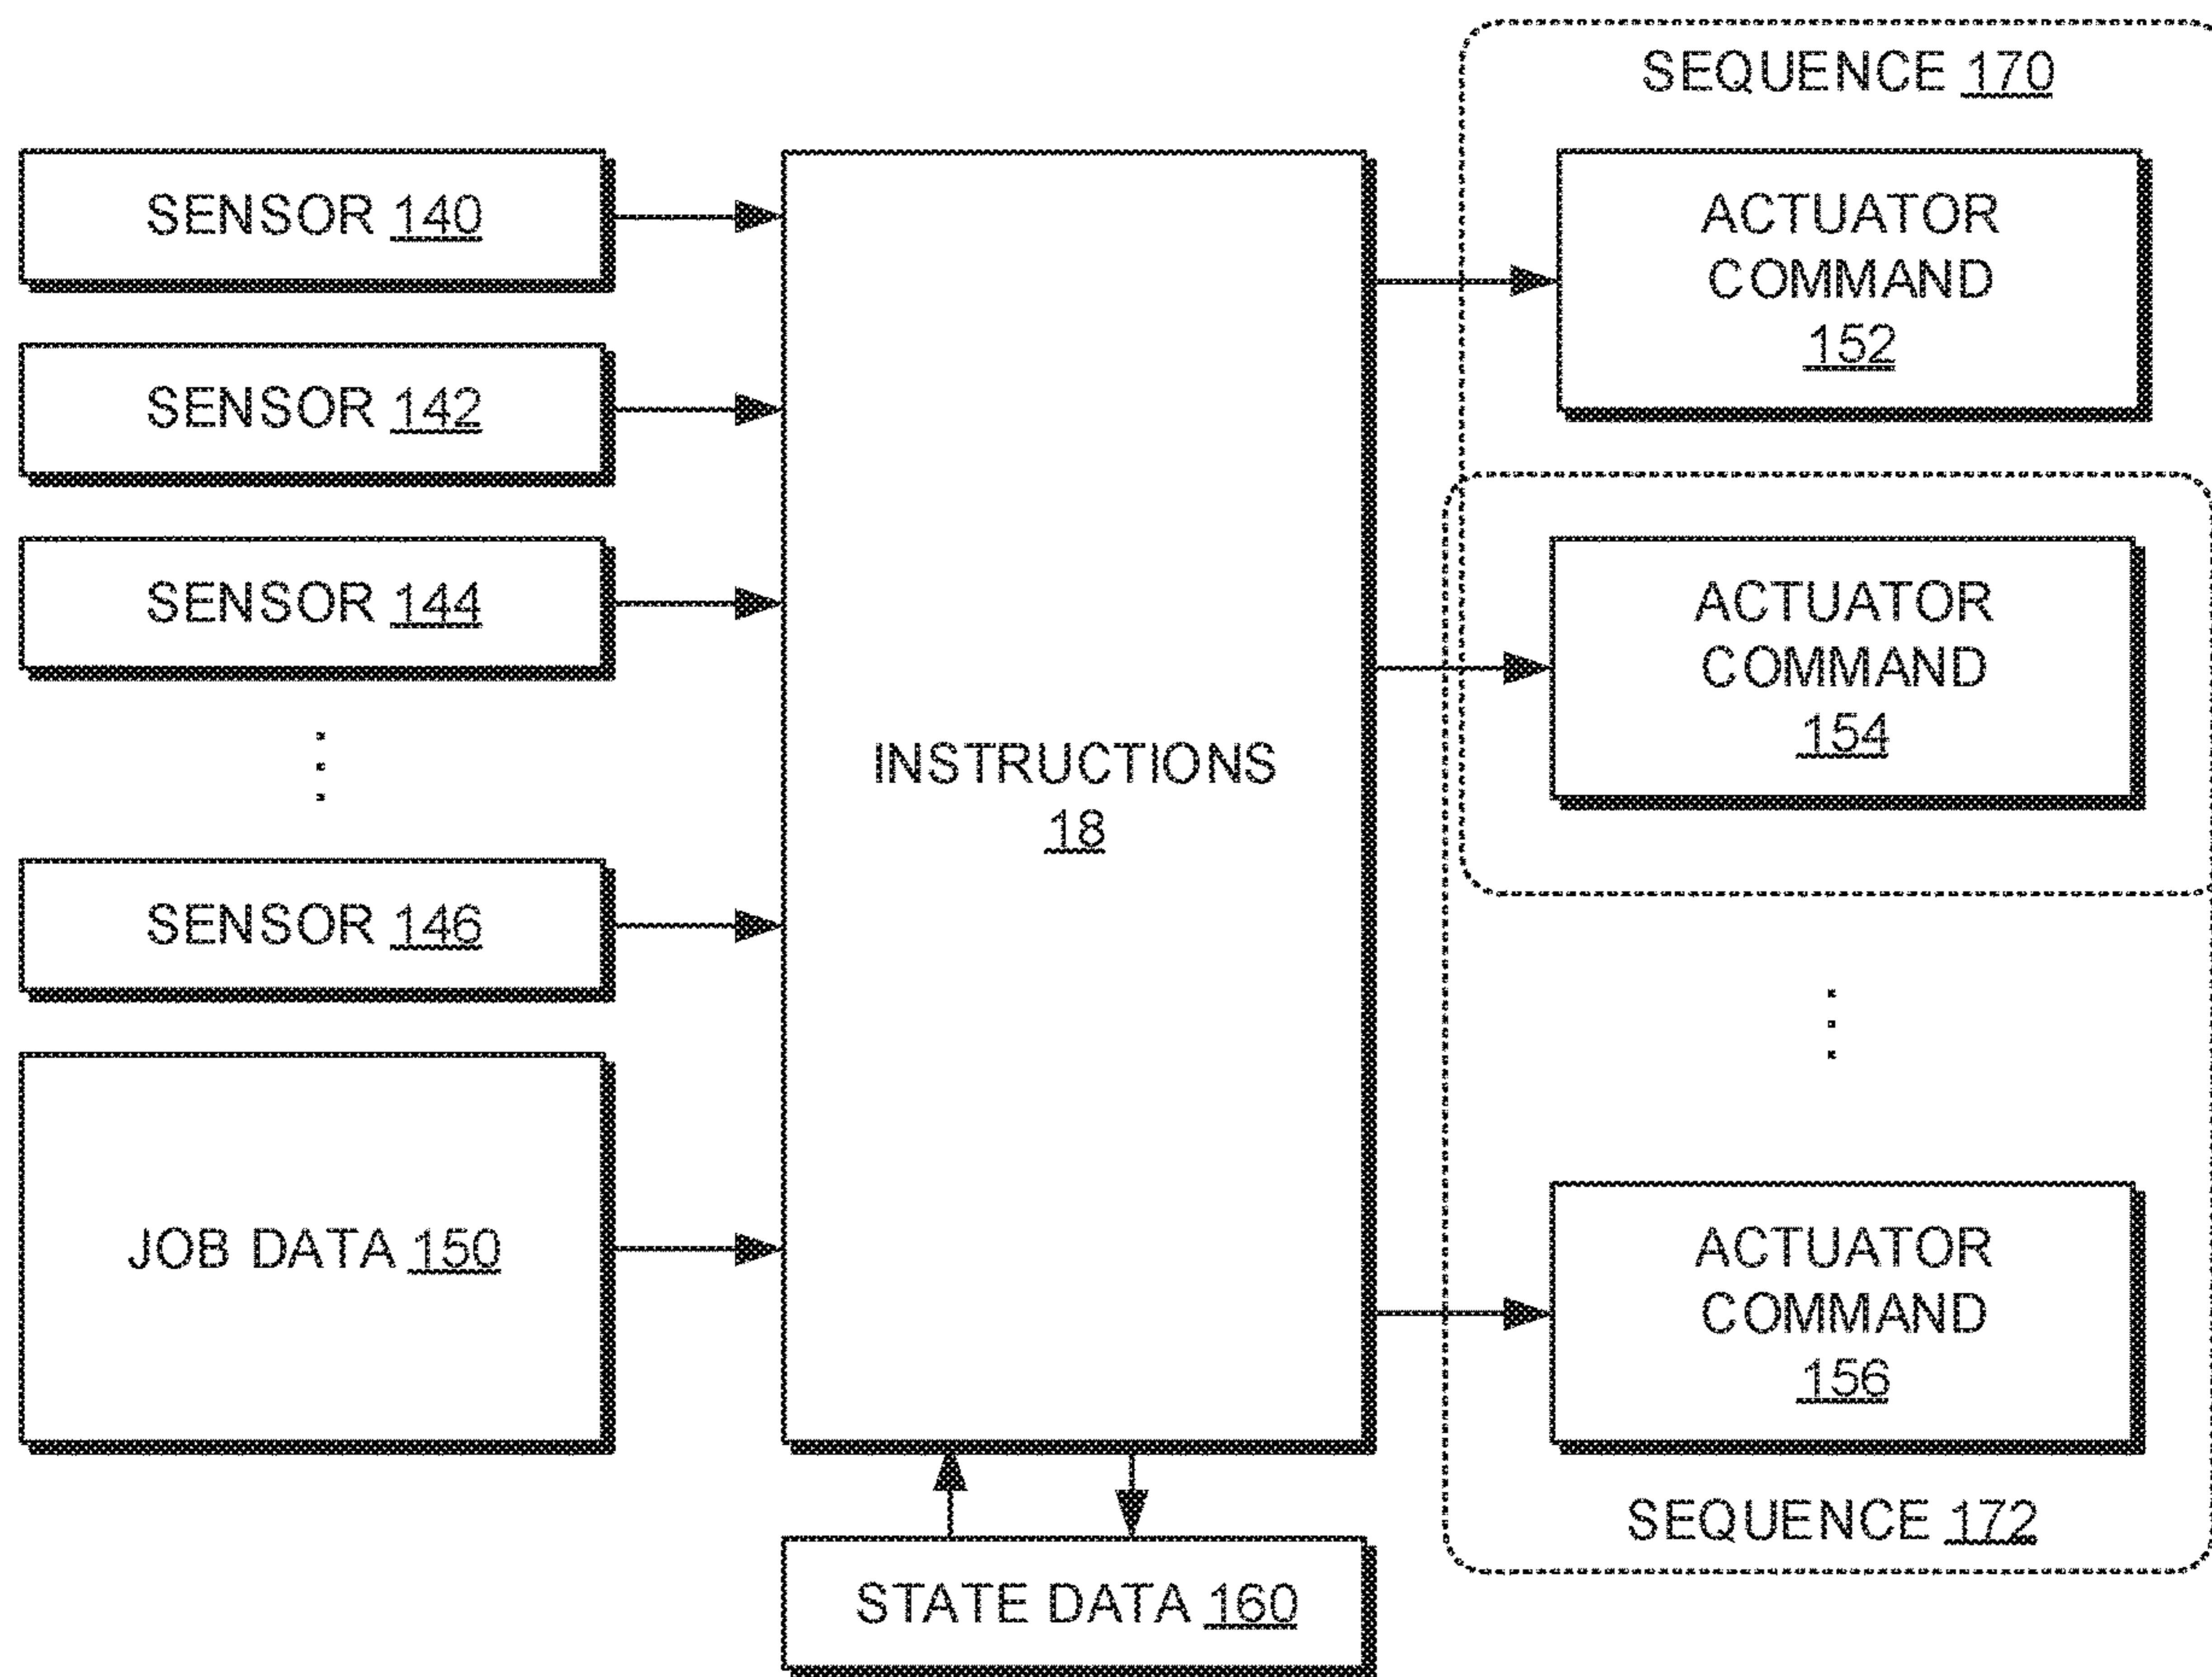 SENSOR 140
SENSOR 142
SENSOR 144
SENSOR 146
JOB DATA 150
INSTRUCTIONS
18
STATE DATA 160
SEQUENCE 170
ACTUATOR
COMMAND
152
ACTUATOR
COMMAND
154
ACTUATOR
COMMAND
156
SEQUENCE 172